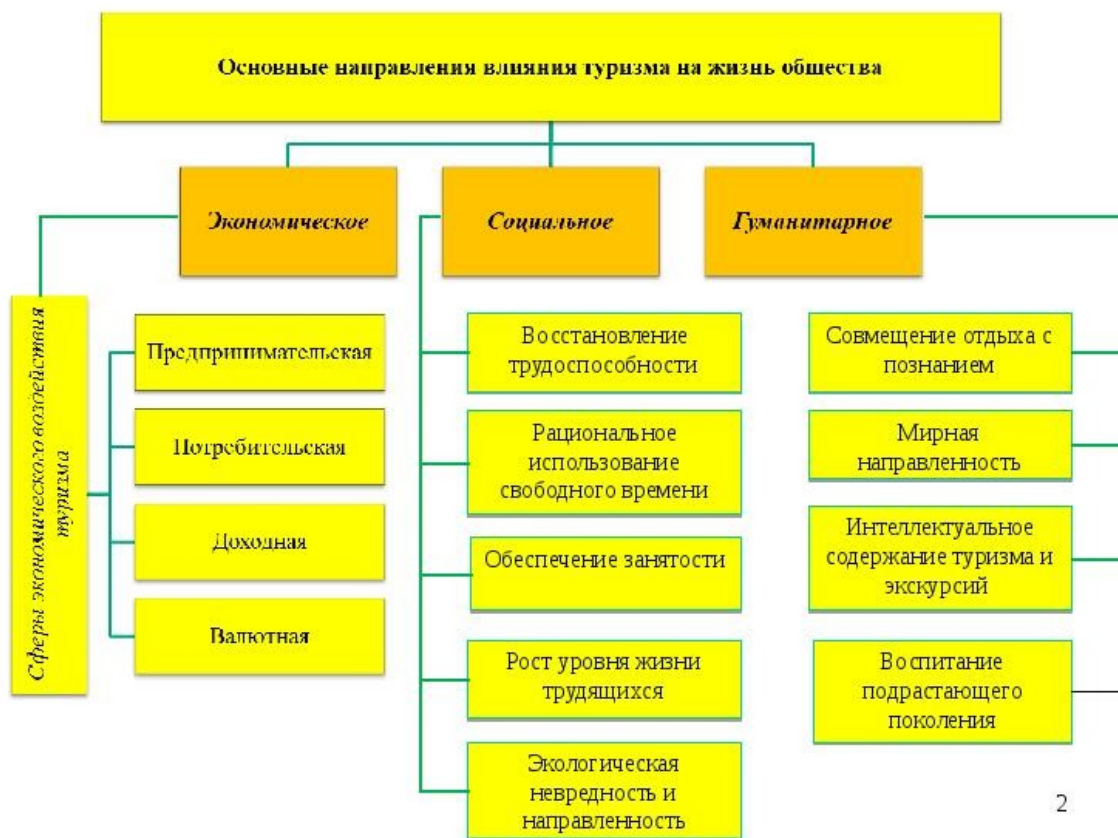 Основные направления влияния туризма на жизнь общества
Экономическое
Социальное
Гуманитарное
Сферы экономического воздействия
туризма
Предпринимательская
Потребительская
Доходная
Валютная
Восстановление
трудоспособности
Рациональное
использование
свободного времени
Обеспечение занятости
Рост уровня жизни
трудящихся
Экологическая
невредность и
направленность
Совмещение отдыха с
познанием
Мирная
направленность
Интеллектуальное
содержание туризма и
экскурсий
Воспитание
подрастающего
поколения
2